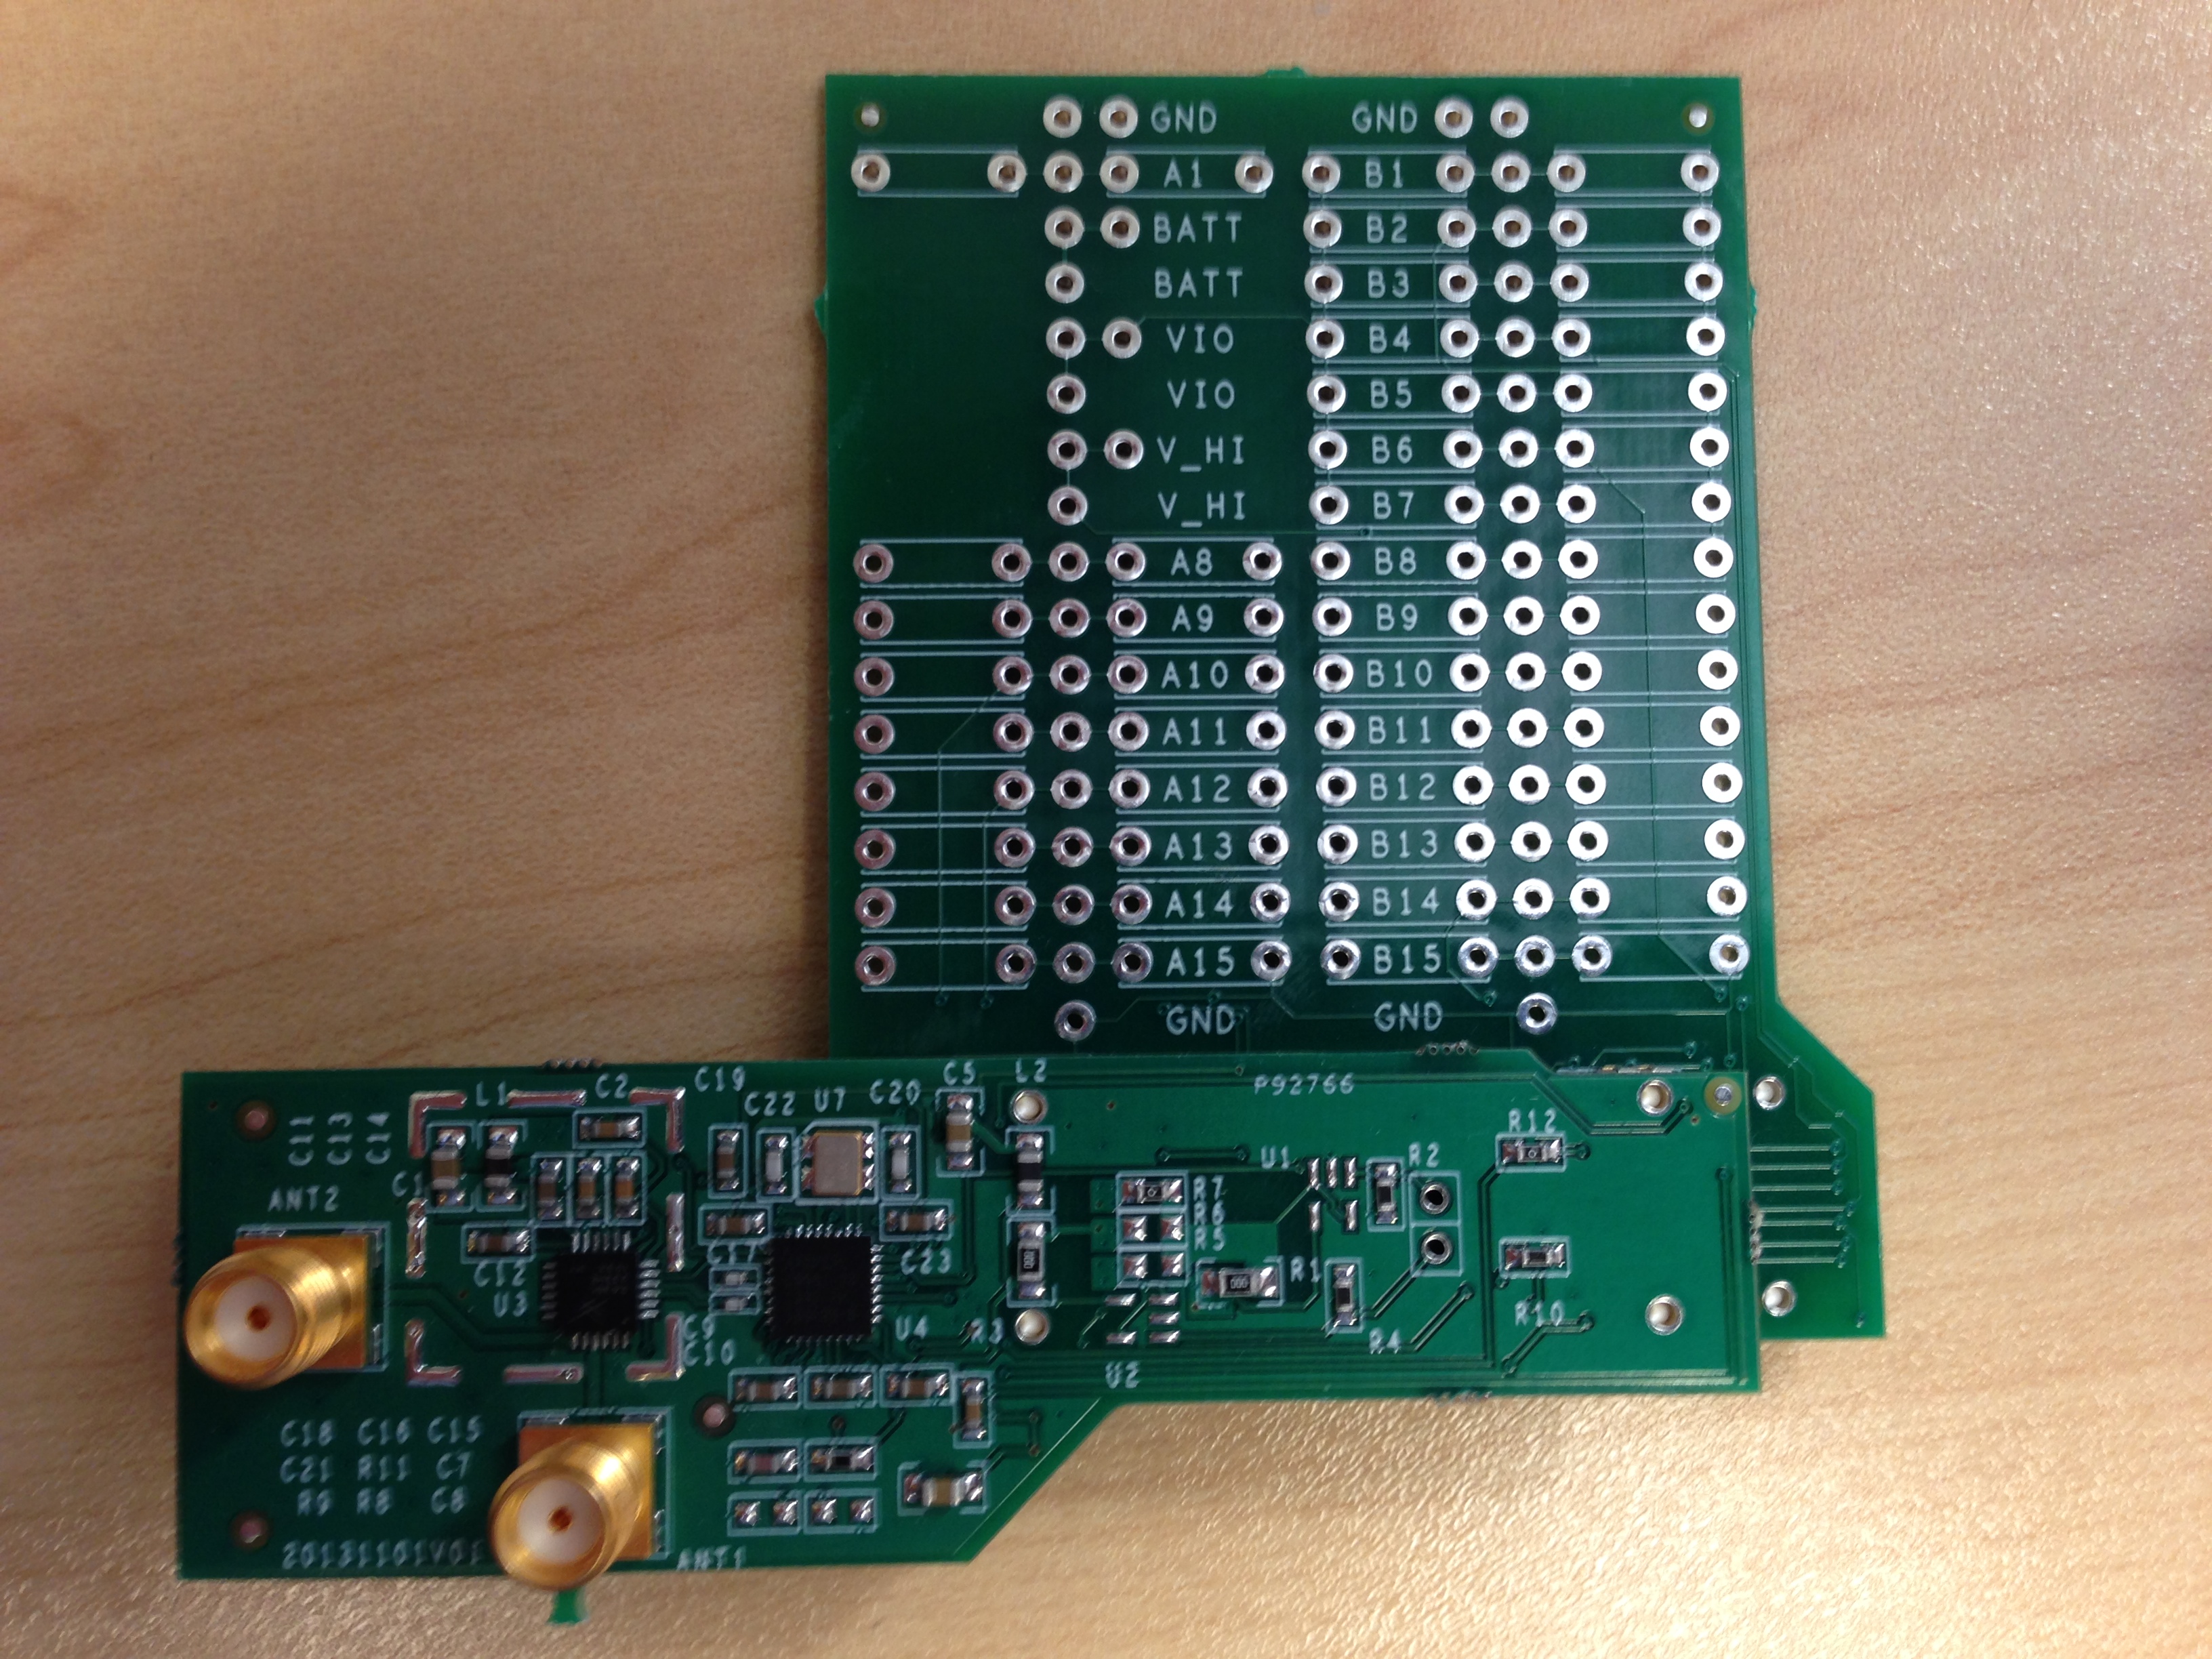 C11
C13
C14
ANT2
C18 C16 C15
C21 R11 C7
R9 R8 C8
L1
C12
U3
C2
ANT1
C9
C10
C17
C19
C22
U7
U4
C23
C20
C5
R3
L2
U2
R5
R6
R7
U1
R1
P92766
R4
R2
R10
R12
GND
A15
A14
A13
A12
A11
A10
A9
A8
V_HI
V_HI
VIO
VIO
BATT
BATT
A1
GND
GND
B15
B14
B13
B12
B11
B10
B9
B8
B7
B6
B5
B4
B3
B2
B1
GND
000
000